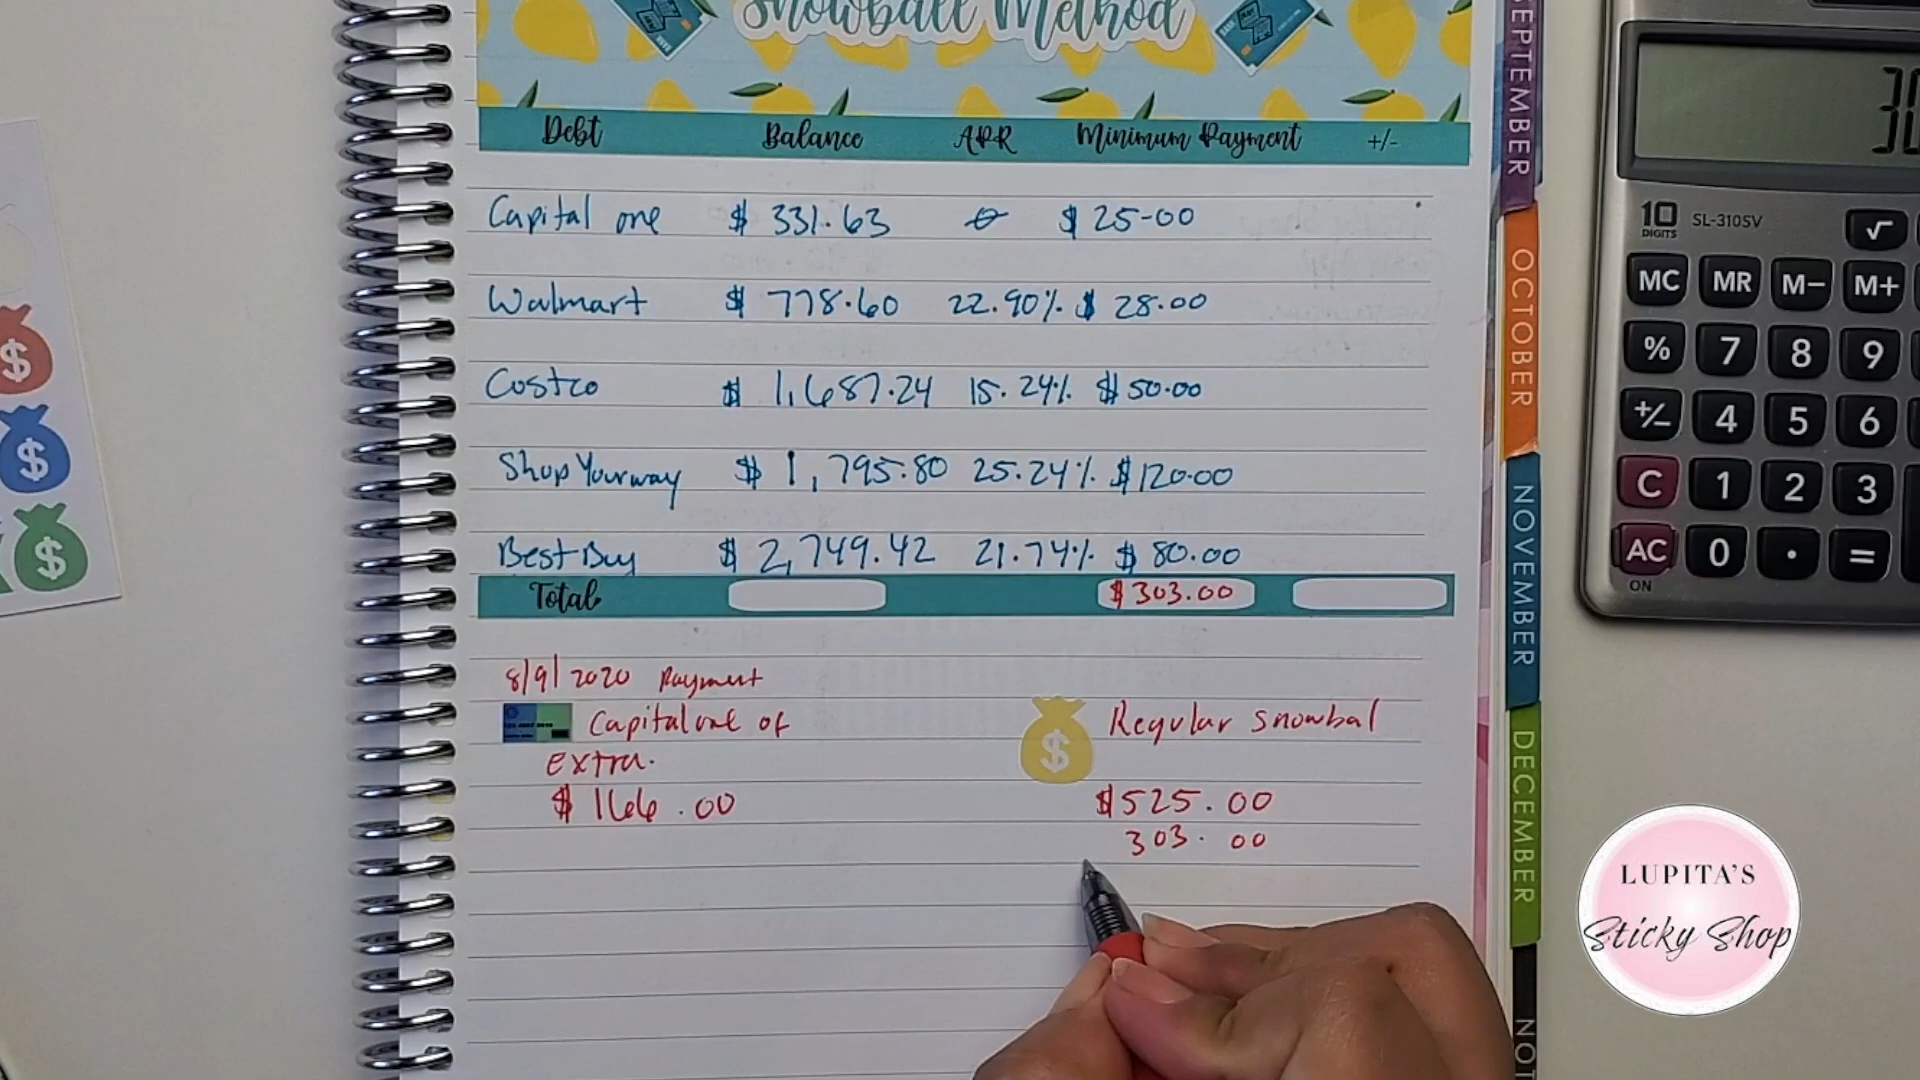 Snowball Method
Debt Balance APR Minimum Payment +/-
Capital one $ 331.63 0 $ 25-00
Walmart $ 778.60 22.90% $ 28.00
Costco $ 1,687.24 15.24% $50.00
Shop Yourway $ 1,795.80 25.24% $120.00
Best Buy $ 2,749.42 21.74% $ 80.00
Total $303.00
8/9/2020 Payment
Capital one of
extra.
$ 166.00
$ Regular snowbal
$525.00
303.00
SEPTEMBER
OCTOBER
NOVEMBER
DECEMBER
NOT
$
$
$
30
10 DIGITS SL-310SV √
MC MR M− M+
% 7 8 9
+/− 4 5 6
C 1 2 3
AC 0 . =
ON
LUPITA'S
Sticky Shop